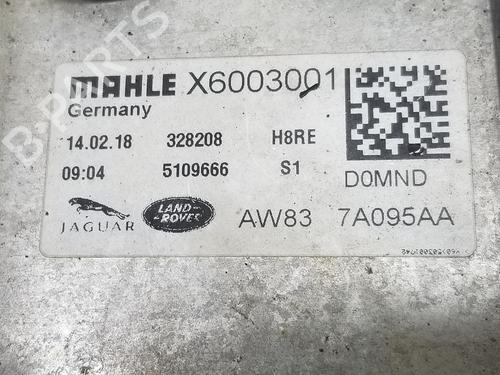 MAHLE X6003001
Germany
14.02.18 328208 H8RE
09:04 5109666 S1 D0MND
JAGUAR LAND-ROVER AW83 7A095AA
B-PARTS